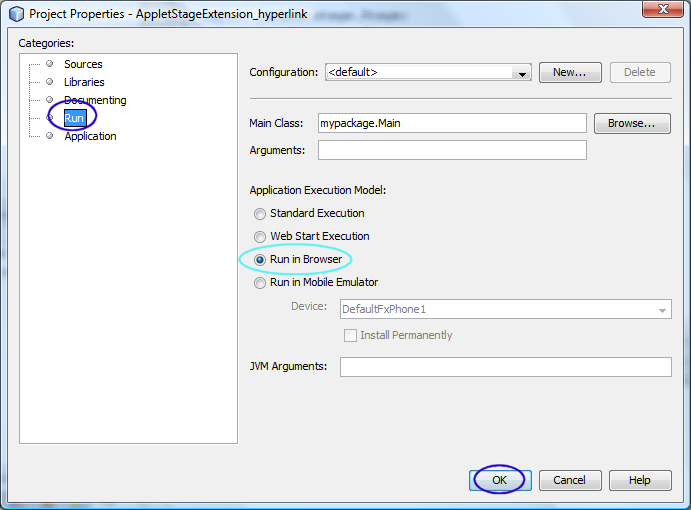 Project Properties - AppletStageExtension_hyperlink
Categories:
Sources
Libraries
Documenting
Run
Application
Configuration: <default> New... Delete
Main Class: mypackage.Main Browse...
Arguments:
Application Execution Model:
Standard Execution
Web Start Execution
Run in Browser
Run in Mobile Emulator
Device: DefaultFxPhone1
Install Permanently
JVM Arguments:
OK Cancel Help